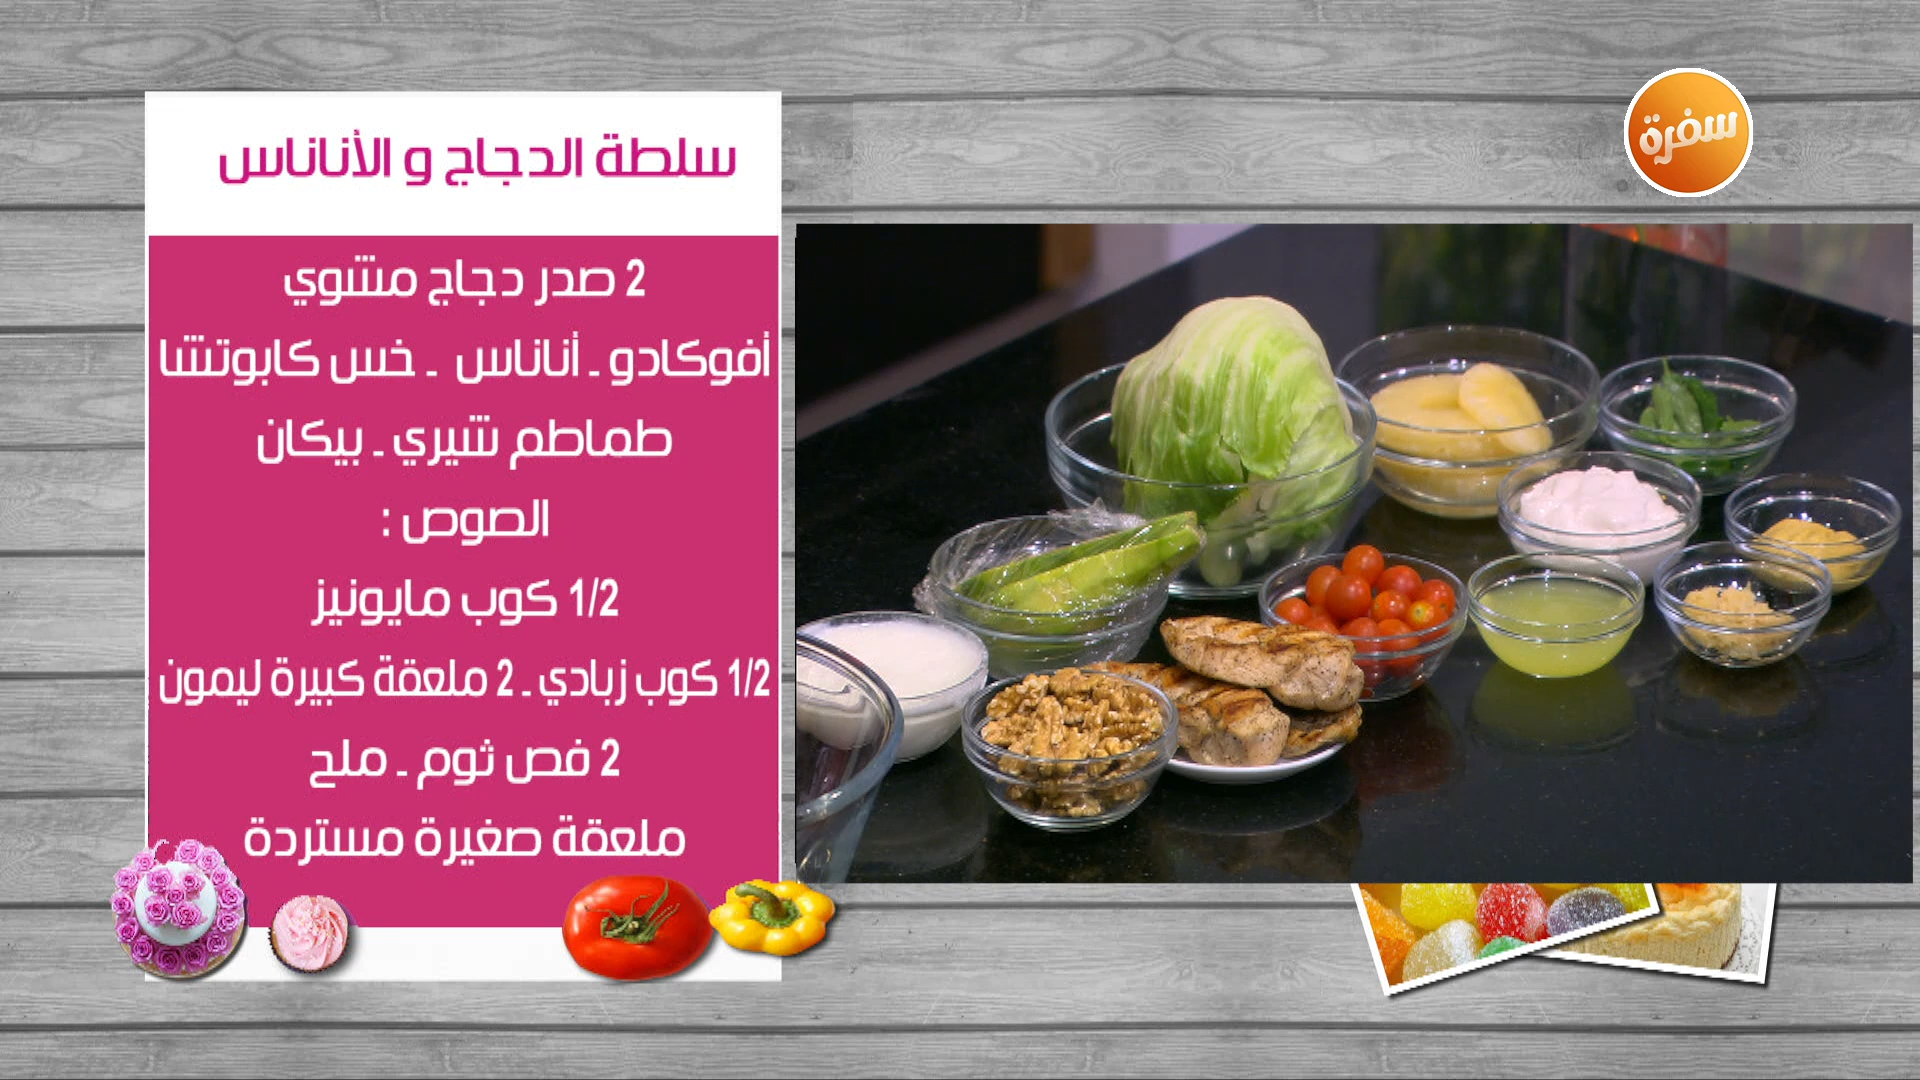 سفرة
سلطة الدجاج و الأناناس
2 صدر دجاج مشوي
أفوكادو ـ أناناس ـ خس كابوتشا
طماطم شيري ـ بيكان
الصوص :
1/2 كوب مايونيز
1/2 كوب زبادي ـ 2 ملعقة كبيرة ليمون
2 فص ثوم ـ ملح
ملعقة صغيرة مستردة